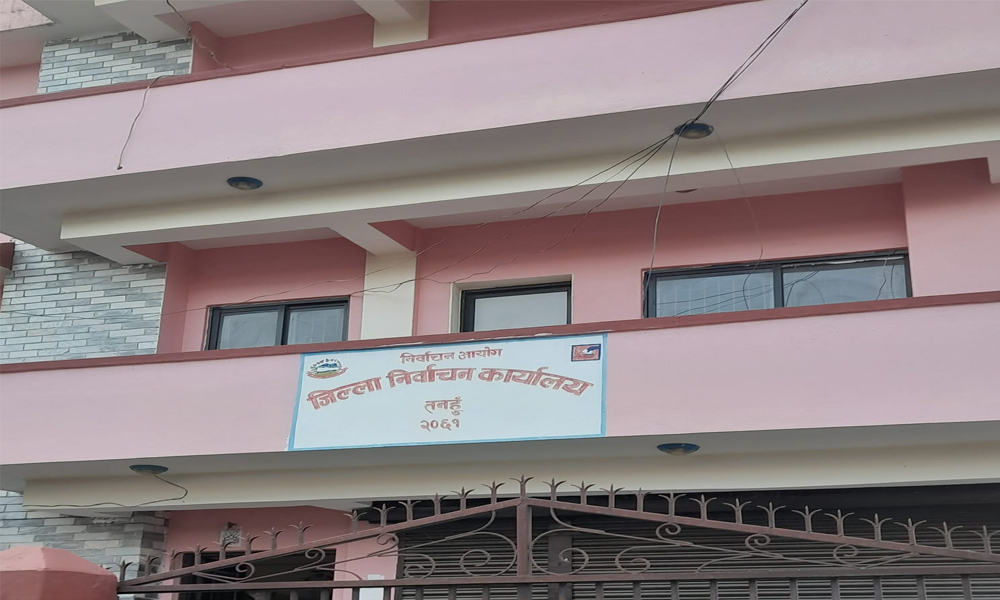 निर्वाचन आयोग
जिल्ला निर्वाचन कार्यालय
तनहुँ
२०६१